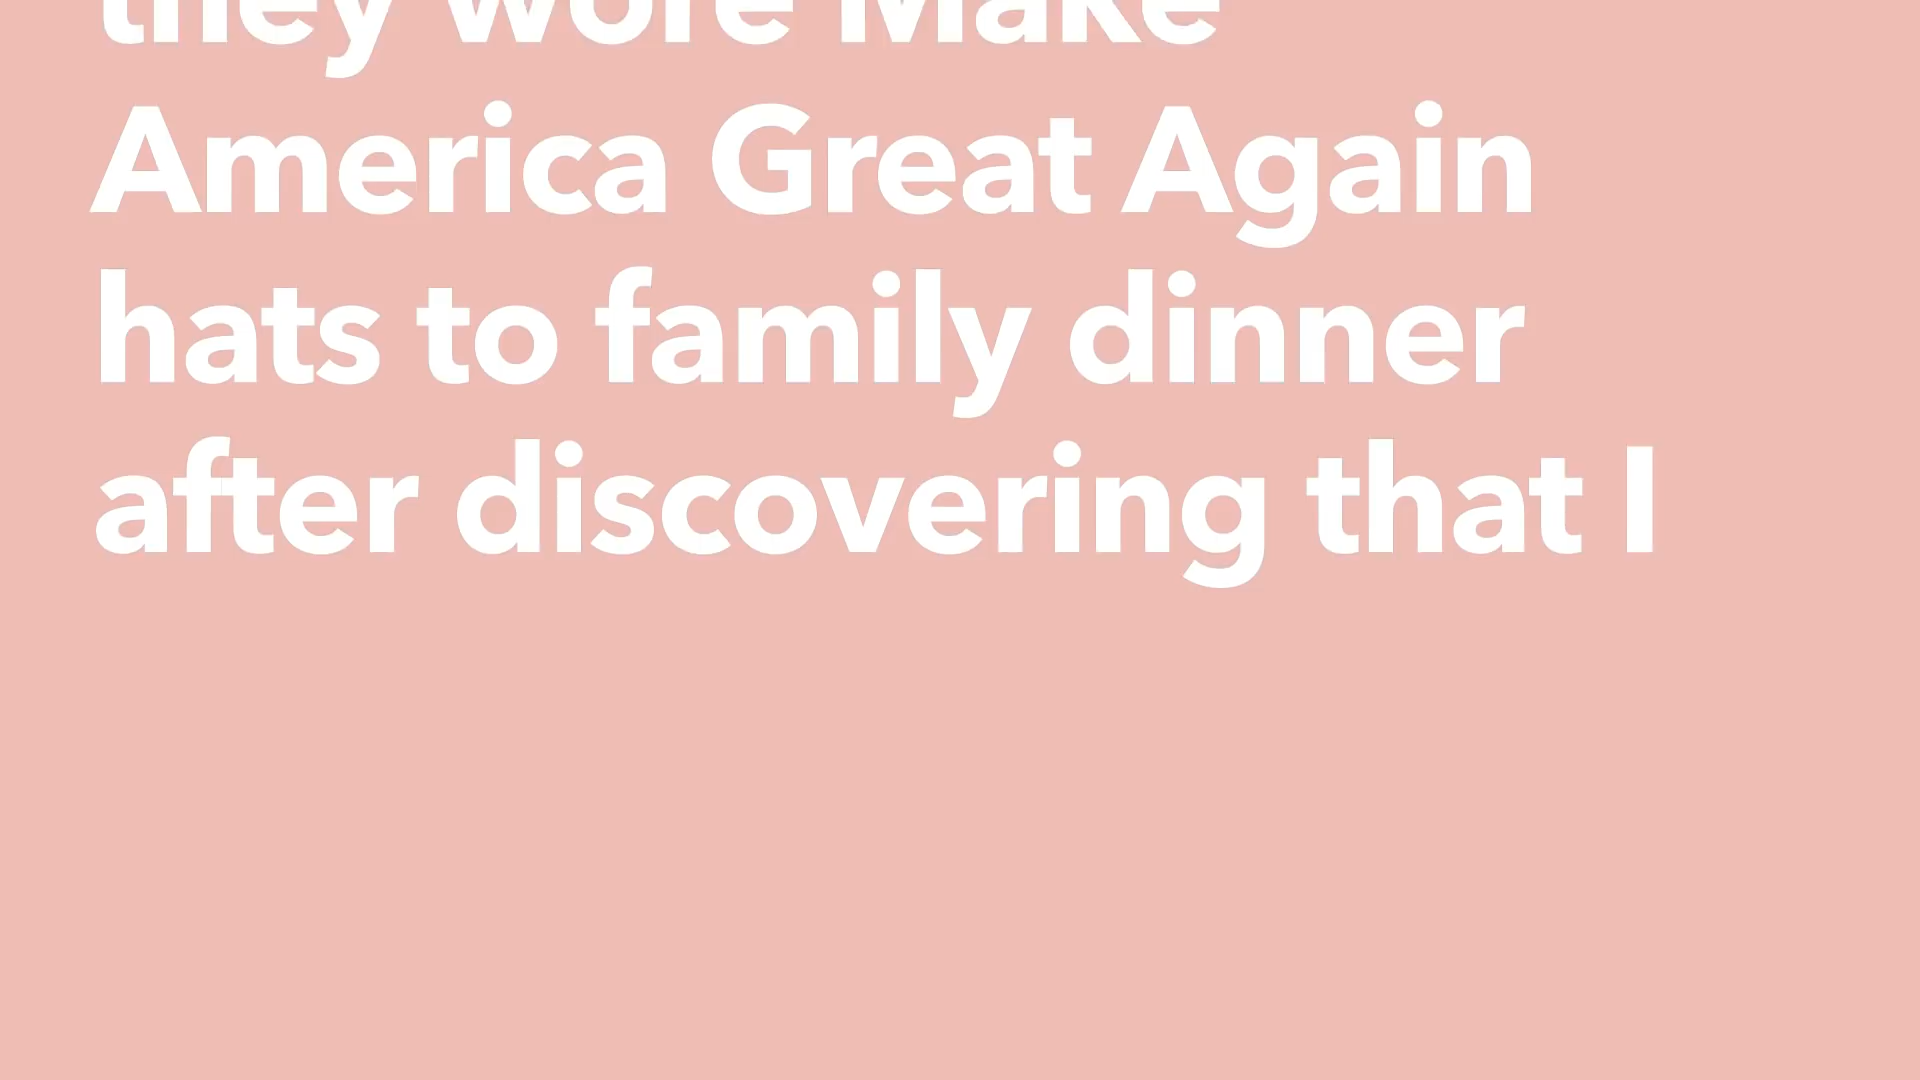 they wore Make
America Great Again
hats to family dinner
after discovering that I